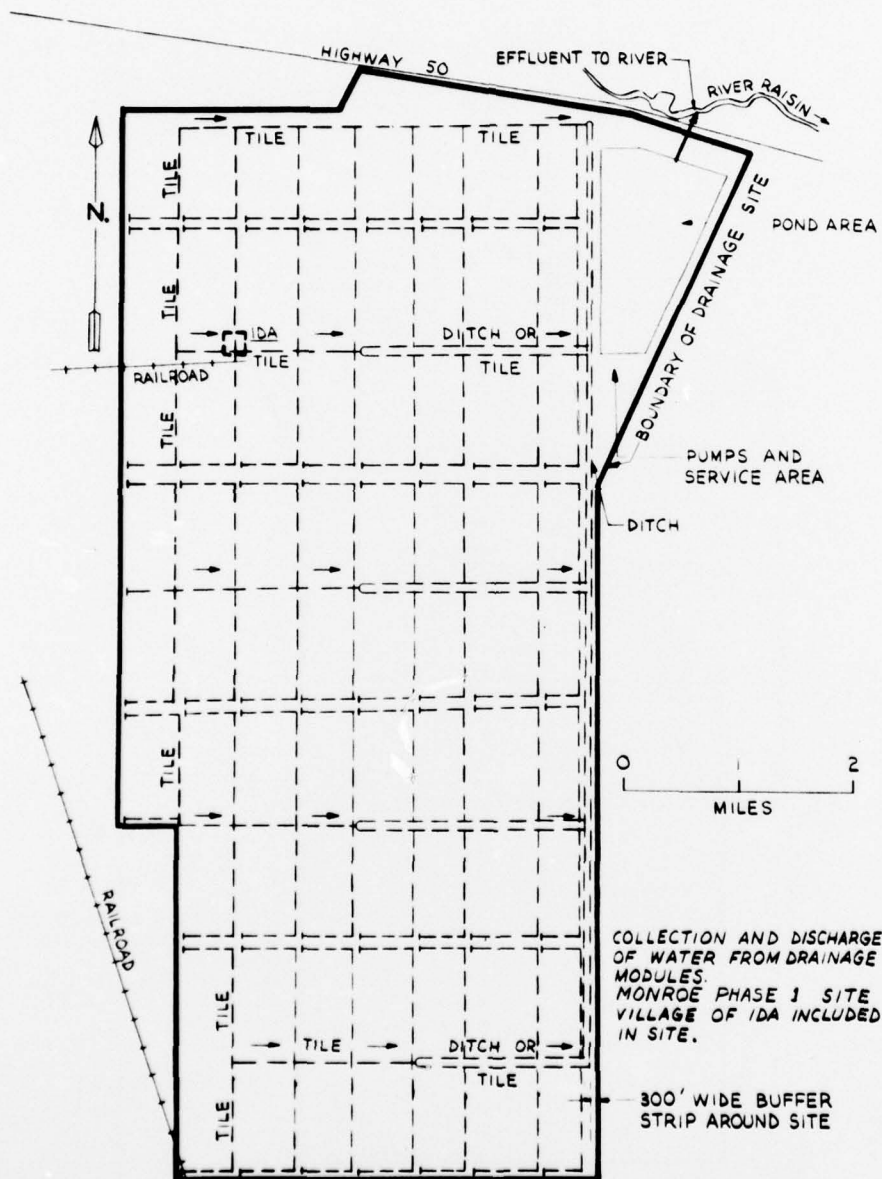 HIGHWAY 50
EFFLUENT TO RIVER
RIVER RAISIN
TILE
TILE
TILE
N.
BOUNDARY OF DRAINAGE SITE
POND AREA
TILE
IDA
TILE
DITCH OR
TILE
RAILROAD
TILE
PUMPS AND
SERVICE AREA
DITCH
TILE
0 2
MILES
RAILROAD
COLLECTION AND DISCHARGE
OF WATER FROM DRAINAGE
MODULES.
MONROE PHASE 1 SITE
VILLAGE OF IDA INCLUDED
IN SITE.
TILE
TILE
DITCH OR
TILE
TILE
300' WIDE BUFFER
STRIP AROUND SITE